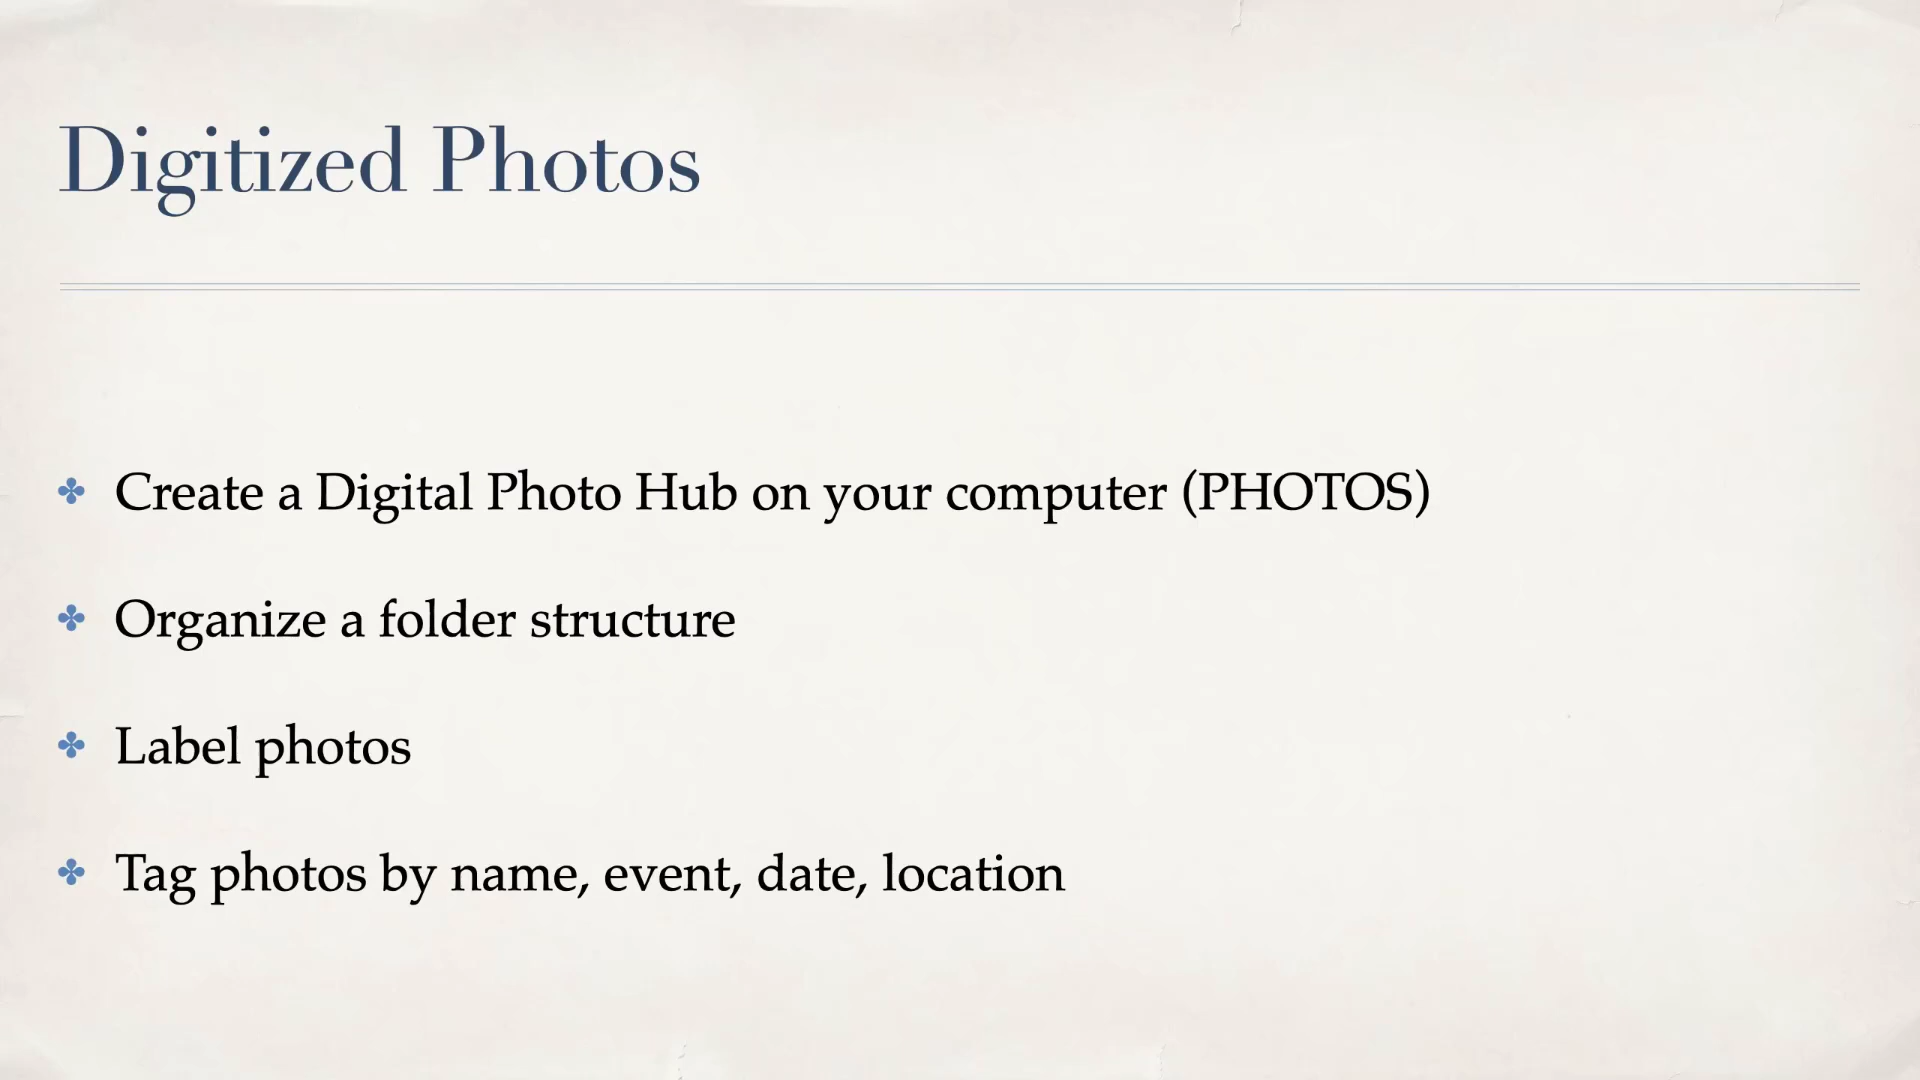 Digitized Photos
Create a Digital Photo Hub on your computer (PHOTOS)
Organize a folder structure
Label photos
Tag photos by name, event, date, location